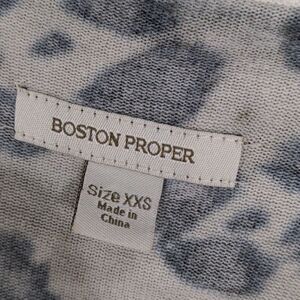 BOSTON PROPER
Size XXS
Made in
China